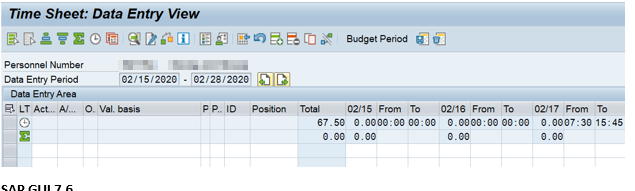 Time Sheet: Data Entry View
Budget Period
Personnel Number
Data Entry Period 02/15/2020 - 02/28/2020
Data Entry Area
LT Act... A/... O. Val. basis P P.. ID Position Total 02/15 From To 02/16 From To 02/17 From To
67.50 0.00 00:00 00:00 0.00 00:00 00:00 0.00 07:30 15:45
0.00 0.00 0.00 0.00
SAP GUI 7.6